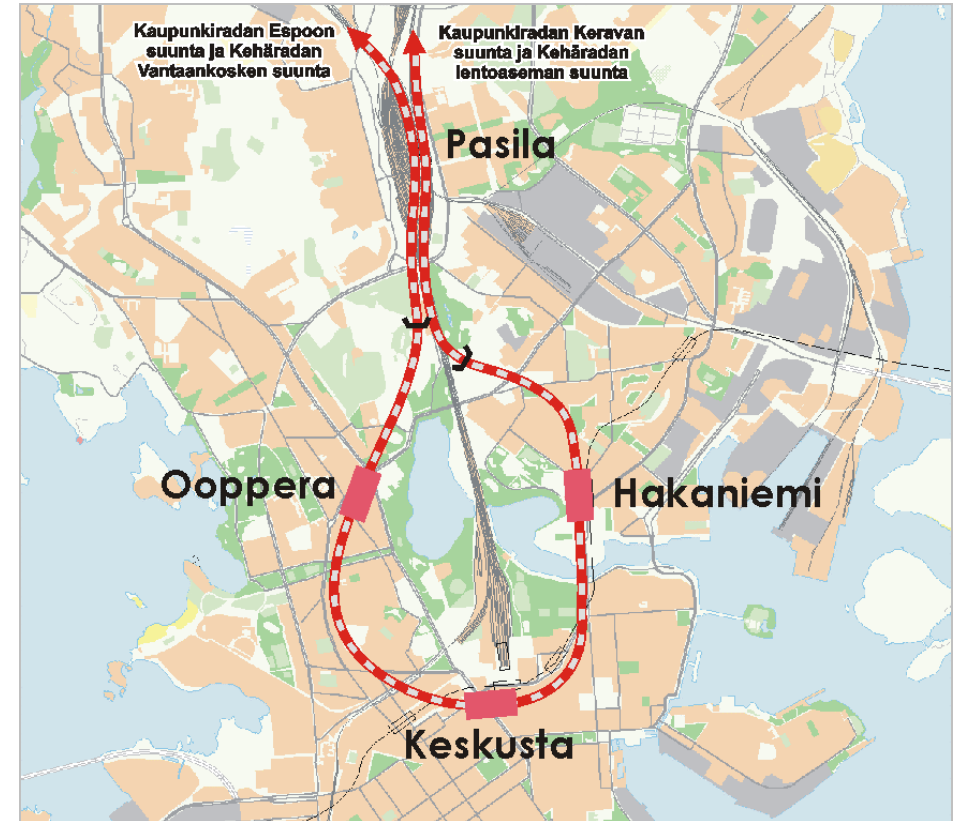 Kaupunkiradan Espoon
suunta ja Kehäradan
Vantaankosken suunta
Kaupunkiradan Keravan
suunta ja Kehäradan
lentoaseman suunta
Pasila
Ooppera
Hakaniemi
Keskusta